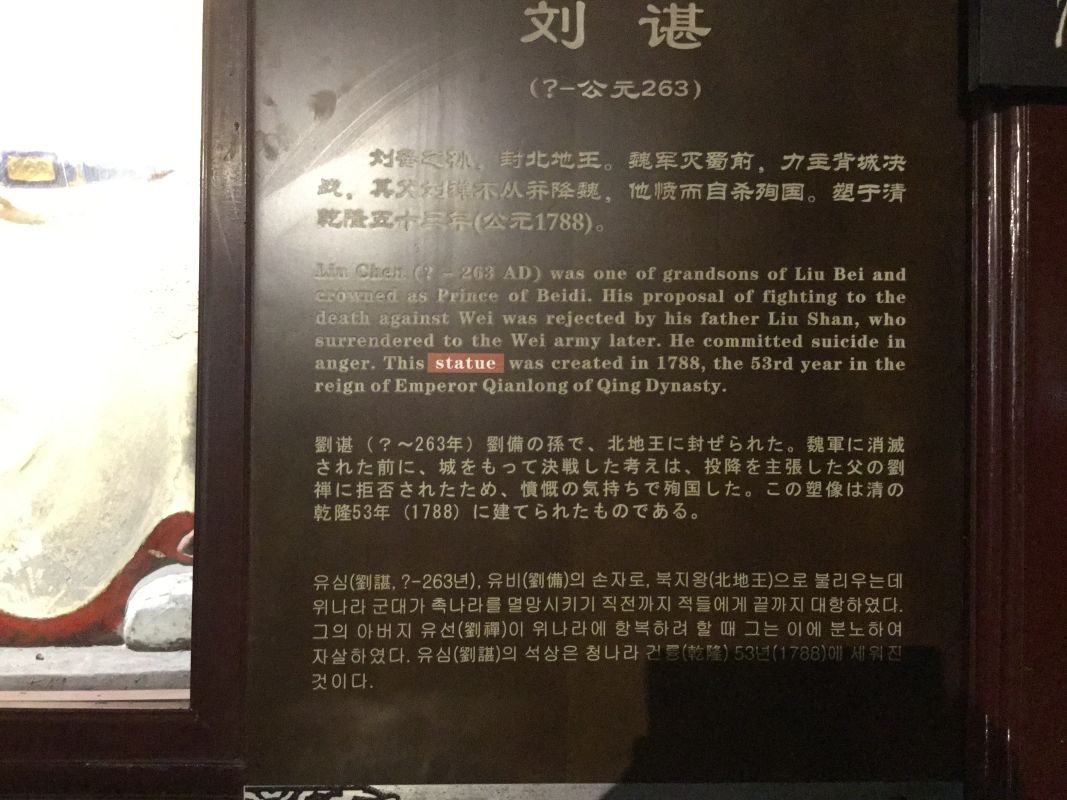 刘 谌
(?-公元263)
刘备之孙，封北地王。魏军灭蜀前，力主背城决
战，其父刘禅不从并降魏，他愤而自杀殉国。塑于清
乾隆五十三年(公元1788)。
Liu Chen (? - 263 AD) was one of grandsons of Liu Bei and
crowned as Prince of Beidi. His proposal of fighting to the
death against Wei was rejected by his father Liu Shan, who
surrendered to the Wei army later. He committed suicide in
anger. This statue was created in 1788, the 53rd year in the
reign of Emperor Qianlong of Qing Dynasty.
劉谌（？～263年）劉備の孫で、北地王に封ぜられた。魏軍に消滅
された前に、城をもって決戦した考えは、投降を主張した父の劉
禅に拒否されたため、憤慨の気持ちで殉国した。この塑像は清の
乾隆53年（1788）に建てられたものである。
유심(劉諶, ?-263년), 유비(劉備)의 손자로, 북지왕(北地王)으로 불리우는데
위나라 군대가 촉나라를 멸망시키기 직전까지 적들에게 끝까지 대항하였다.
그의 아버지 유선(劉禪)이 위나라에 항복하려 할 때 그는 이에 분노하여
자살하였다. 유심(劉諶)의 석상은 청나라 건륭(乾隆) 53년(1788)에 세워진
것이다.